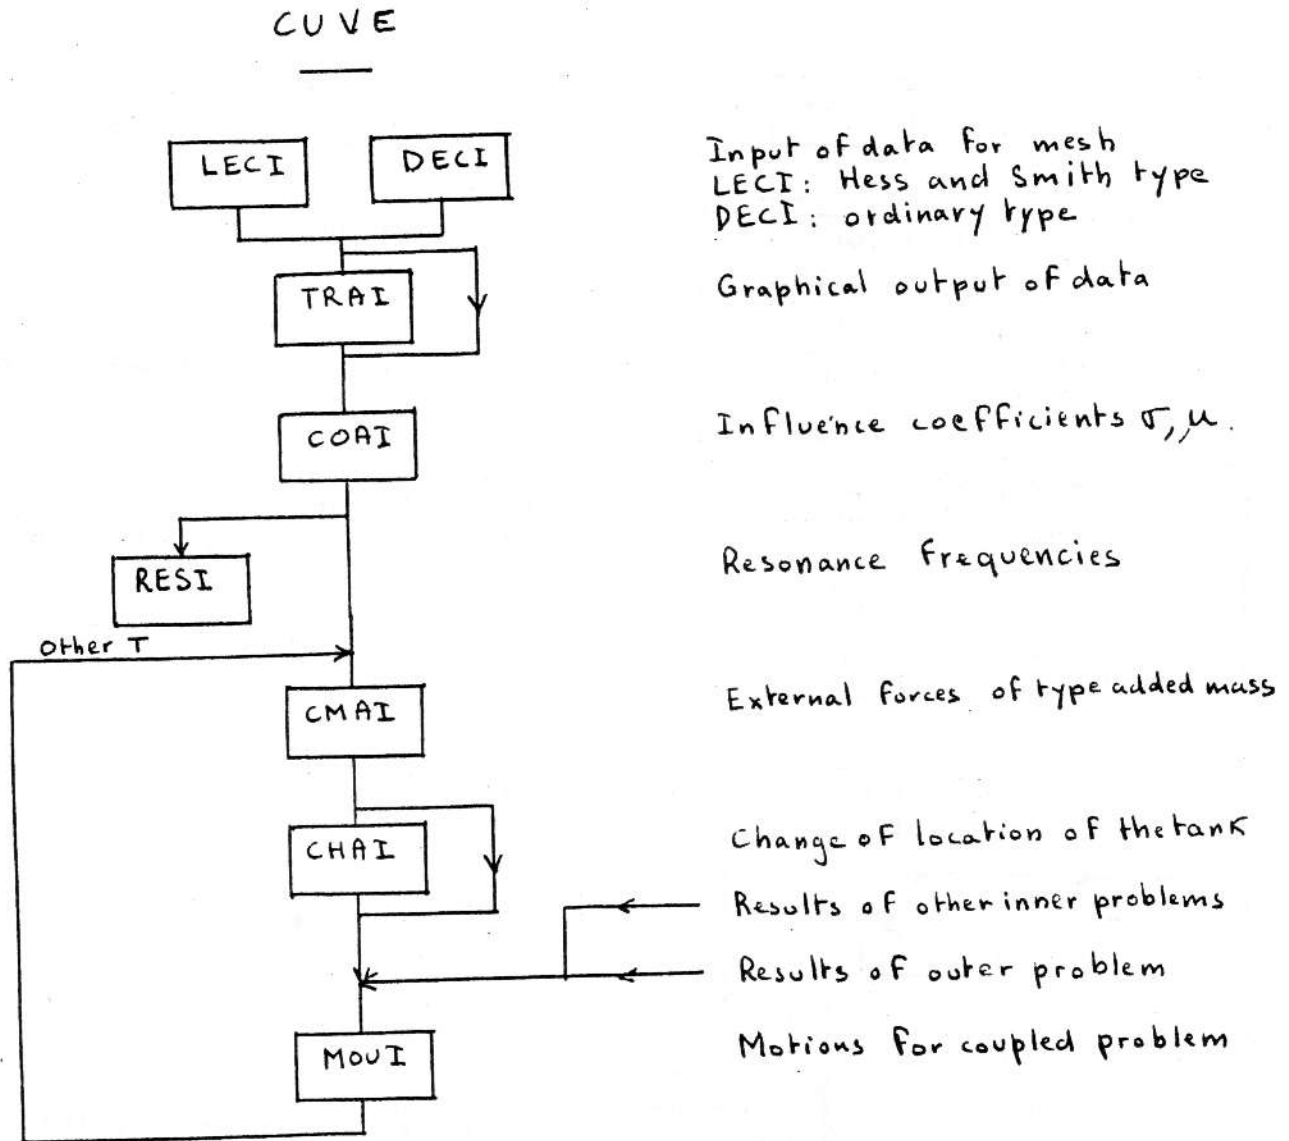 CUVE
LECI
DECI
Input of data for mesh
LECI: Hess and Smith type
DECI: ordinary type
TRAI
Graphical output of data
COAI
Influence coefficients σ, μ.
RESI
Resonance frequencies
Other T
CMAI
External forces of type added mass
CHAI
Change of location of the tank
Results of other inner problems
Results of outer problem
MOUI
Motions for coupled problem